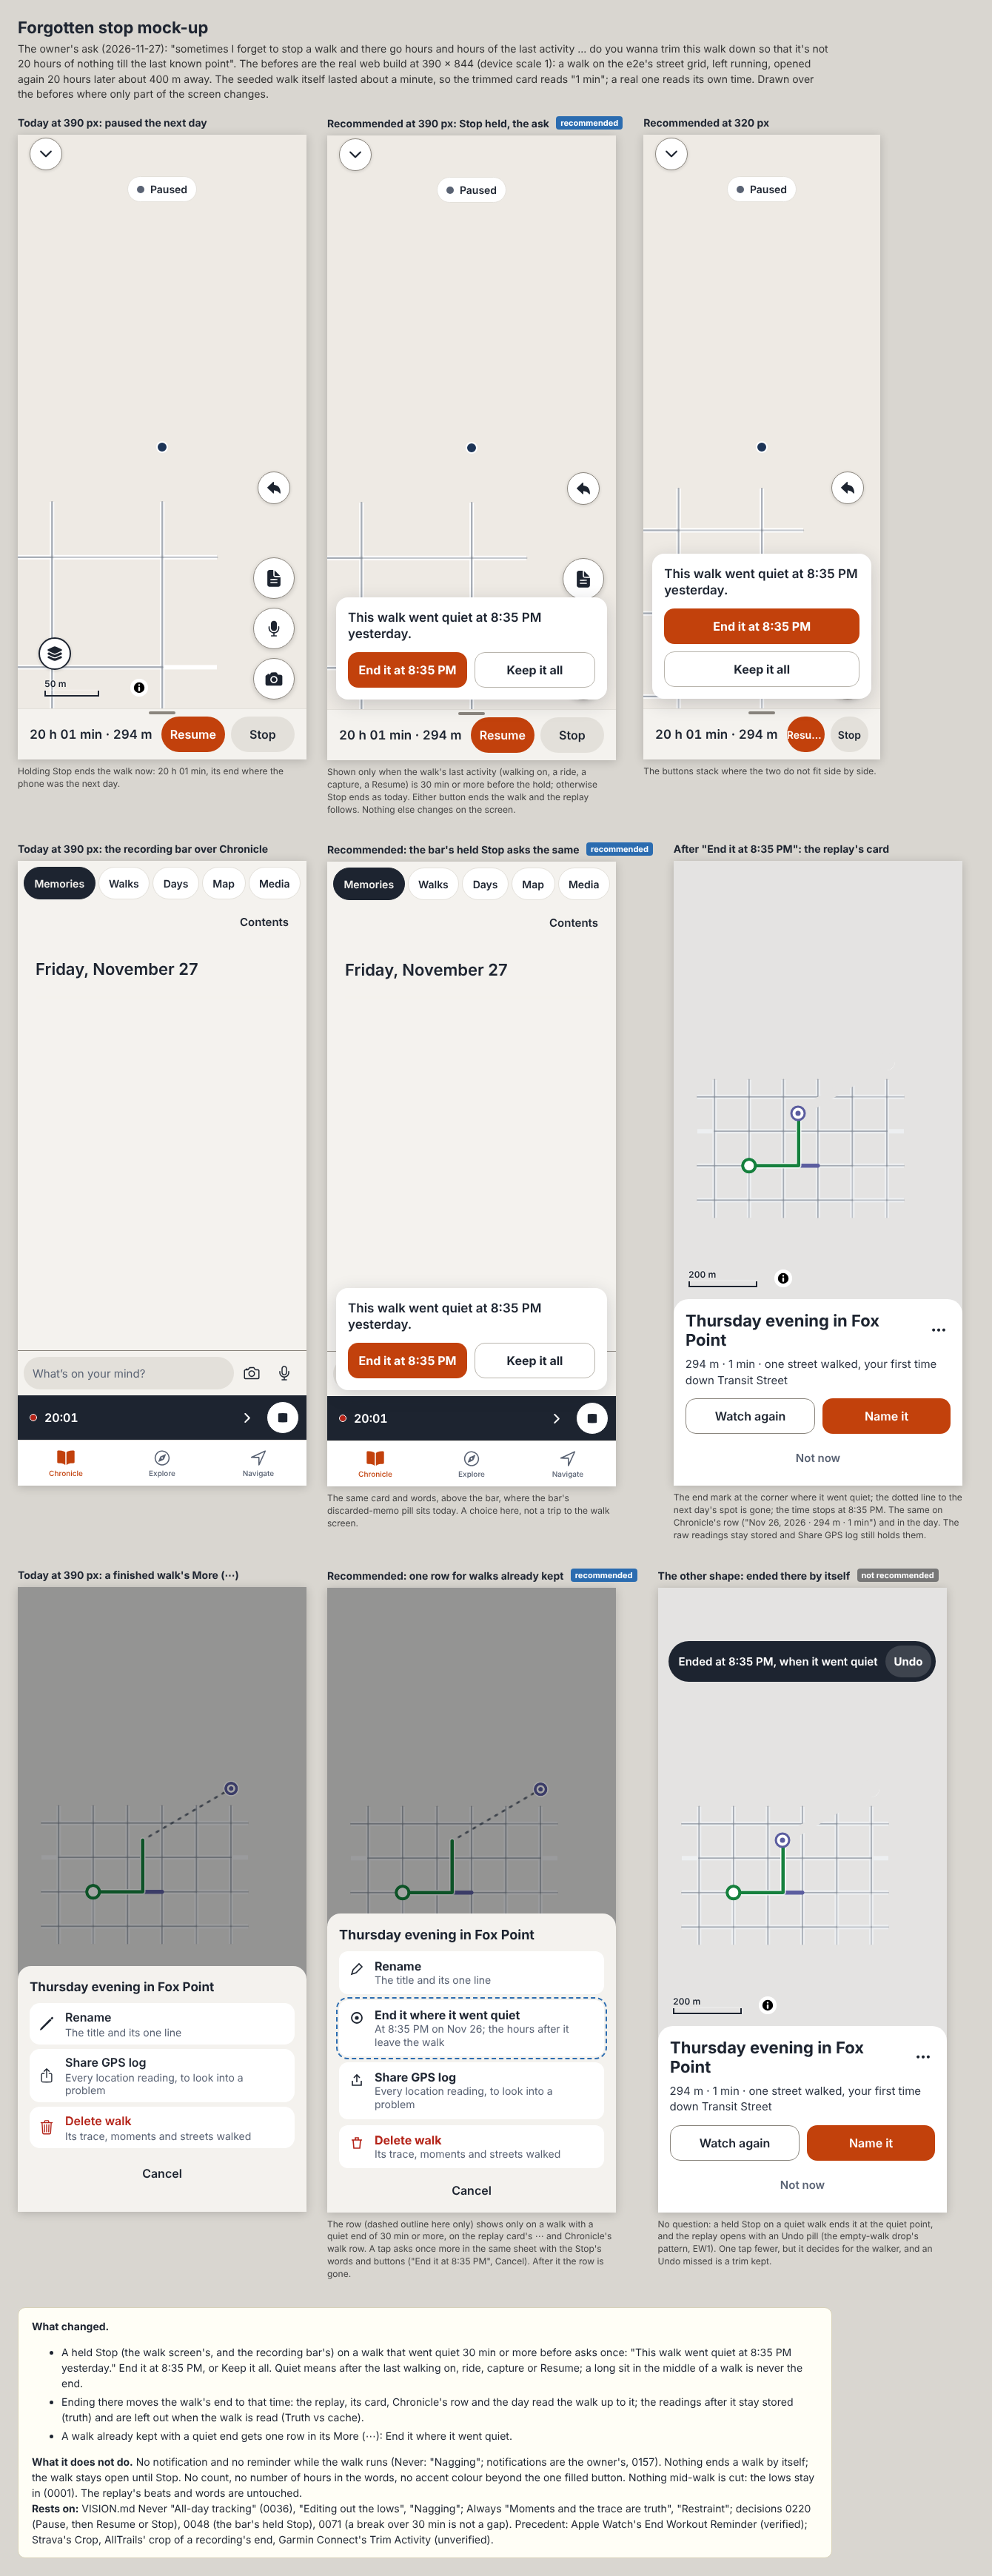 Forgotten stop mock-up
The owner's ask (2026-11-27): "sometimes I forget to stop a walk and there go hours and hours of the last activity ... do you wanna trim this walk down so that it's not
20 hours of nothing till the last known point". The befores are the real web build at 390 × 844 (device scale 1): a walk on the e2e's street grid, left running, opened
again 20 hours later about 400 m away. The seeded walk itself lasted about a minute, so the trimmed card reads "1 min"; a real one reads its own time. Drawn over
the befores where only part of the screen changes.
Today at 390 px: paused the next day
Paused
50 m
20 h 01 min · 294 m
Resume
Stop
Holding Stop ends the walk now: 20 h 01 min, its end where the
phone was the next day.
Recommended at 390 px: Stop held, the ask
recommended
Paused
This walk went quiet at 8:35 PM
yesterday.
End it at 8:35 PM
Keep it all
20 h 01 min · 294 m
Resume
Stop
Shown only when the walk's last activity (walking on, a ride, a
capture, a Resume) is 30 min or more before the hold; otherwise
Stop ends as today. Either button ends the walk and the replay
follows. Nothing else changes on the screen.
Recommended at 320 px
Paused
This walk went quiet at 8:35 PM
yesterday.
End it at 8:35 PM
Keep it all
20 h 01 min · 294 m
Resu...
Stop
The buttons stack where the two do not fit side by side.
Today at 390 px: the recording bar over Chronicle
Memories
Walks
Days
Map
Media
Contents
Friday, November 27
What's on your mind?
20:01
Chronicle
Explore
Navigate
Recommended: the bar's held Stop asks the same
recommended
Memories
Walks
Days
Map
Media
Contents
Friday, November 27
This walk went quiet at 8:35 PM
yesterday.
End it at 8:35 PM
Keep it all
20:01
Chronicle
Explore
Navigate
The same card and words, above the bar, where the bar's
discarded-memo pill sits today. A choice here, not a trip to the walk
screen.
After "End it at 8:35 PM": the replay's card
200 m
Thursday evening in Fox
Point
294 m · 1 min · one street walked, your first time
down Transit Street
Watch again
Name it
Not now
The end mark at the corner where it went quiet; the dotted line to the
next day's spot is gone; the time stops at 8:35 PM. The same on
Chronicle's row ("Nov 26, 2026 · 294 m · 1 min") and in the day. The
raw readings stay stored and Share GPS log still holds them.
Today at 390 px: a finished walk's More (⋯)
Thursday evening in Fox Point
Rename
The title and its one line
Share GPS log
Every location reading, to look into a
problem
Delete walk
Its trace, moments and streets walked
Cancel
Recommended: one row for walks already kept
recommended
Thursday evening in Fox Point
Rename
The title and its one line
End it where it went quiet
At 8:35 PM on Nov 26; the hours after it
leave the walk
Share GPS log
Every location reading, to look into a
problem
Delete walk
Its trace, moments and streets walked
Cancel
The row (dashed outline here only) shows only on a walk with a
quiet end of 30 min or more, on the replay card's ⋯ and Chronicle's
walk row. A tap asks once more in the same sheet with the Stop's
words and buttons ("End it at 8:35 PM", Cancel). After it the row is
gone.
The other shape: ended there by itself
not recommended
Ended at 8:35 PM, when it went quiet
Undo
200 m
Thursday evening in Fox
Point
294 m · 1 min · one street walked, your first time
down Transit Street
Watch again
Name it
Not now
No question: a held Stop on a quiet walk ends it at the quiet point,
and the replay opens with an Undo pill (the empty-walk drop's
pattern, EW1). One tap fewer, but it decides for the walker, and an
Undo missed is a trim kept.
What changed.
• A held Stop (the walk screen's, and the recording bar's) on a walk that went quiet 30 min or more before asks once: "This walk went quiet at 8:35 PM
yesterday." End it at 8:35 PM, or Keep it all. Quiet means after the last walking on, ride, capture or Resume; a long sit in the middle of a walk is never the
end.
• Ending there moves the walk's end to that time: the replay, its card, Chronicle's row and the day read the walk up to it; the readings after it stay stored
(truth) and are left out when the walk is read (Truth vs cache).
• A walk already kept with a quiet end gets one row in its More (⋯): End it where it went quiet.
What it does not do. No notification and no reminder while the walk runs (Never: "Nagging"; notifications are the owner's, 0157). Nothing ends a walk by itself;
the walk stays open until Stop. No count, no number of hours in the words, no accent colour beyond the one filled button. Nothing mid-walk is cut: the lows stay
in (0001). The replay's beats and words are untouched.
Rests on: VISION.md Never "All-day tracking" (0036), "Editing out the lows", "Nagging"; Always "Moments and the trace are truth", "Restraint"; decisions 0220
(Pause, then Resume or Stop), 0048 (the bar's held Stop), 0071 (a break over 30 min is not a gap). Precedent: Apple Watch's End Workout Reminder (verified);
Strava's Crop, AllTrails' crop of a recording's end, Garmin Connect's Trim Activity (unverified).